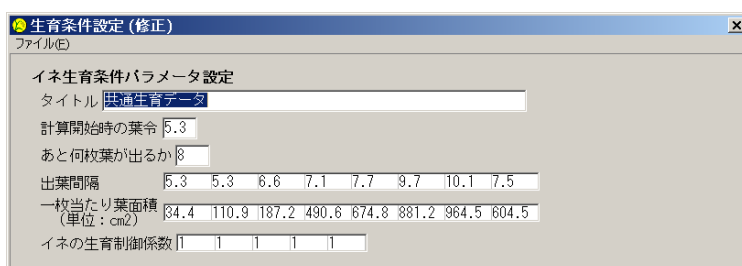 生育条件設定 (修正)
ファイル(E)
イネ生育条件パラメータ設定
タイトル 共通生育データ
計算開始時の葉令 5.3
あと何枚葉が出るか 8
出葉間隔 5.3 5.3 6.6 7.1 7.7 9.7 10.1 7.5
一枚当たり葉面積
(単位:cm2) 34.4 110.9 187.2 490.6 674.8 881.2 964.5 604.5
イネの生育制御係数 1 1 1 1 1